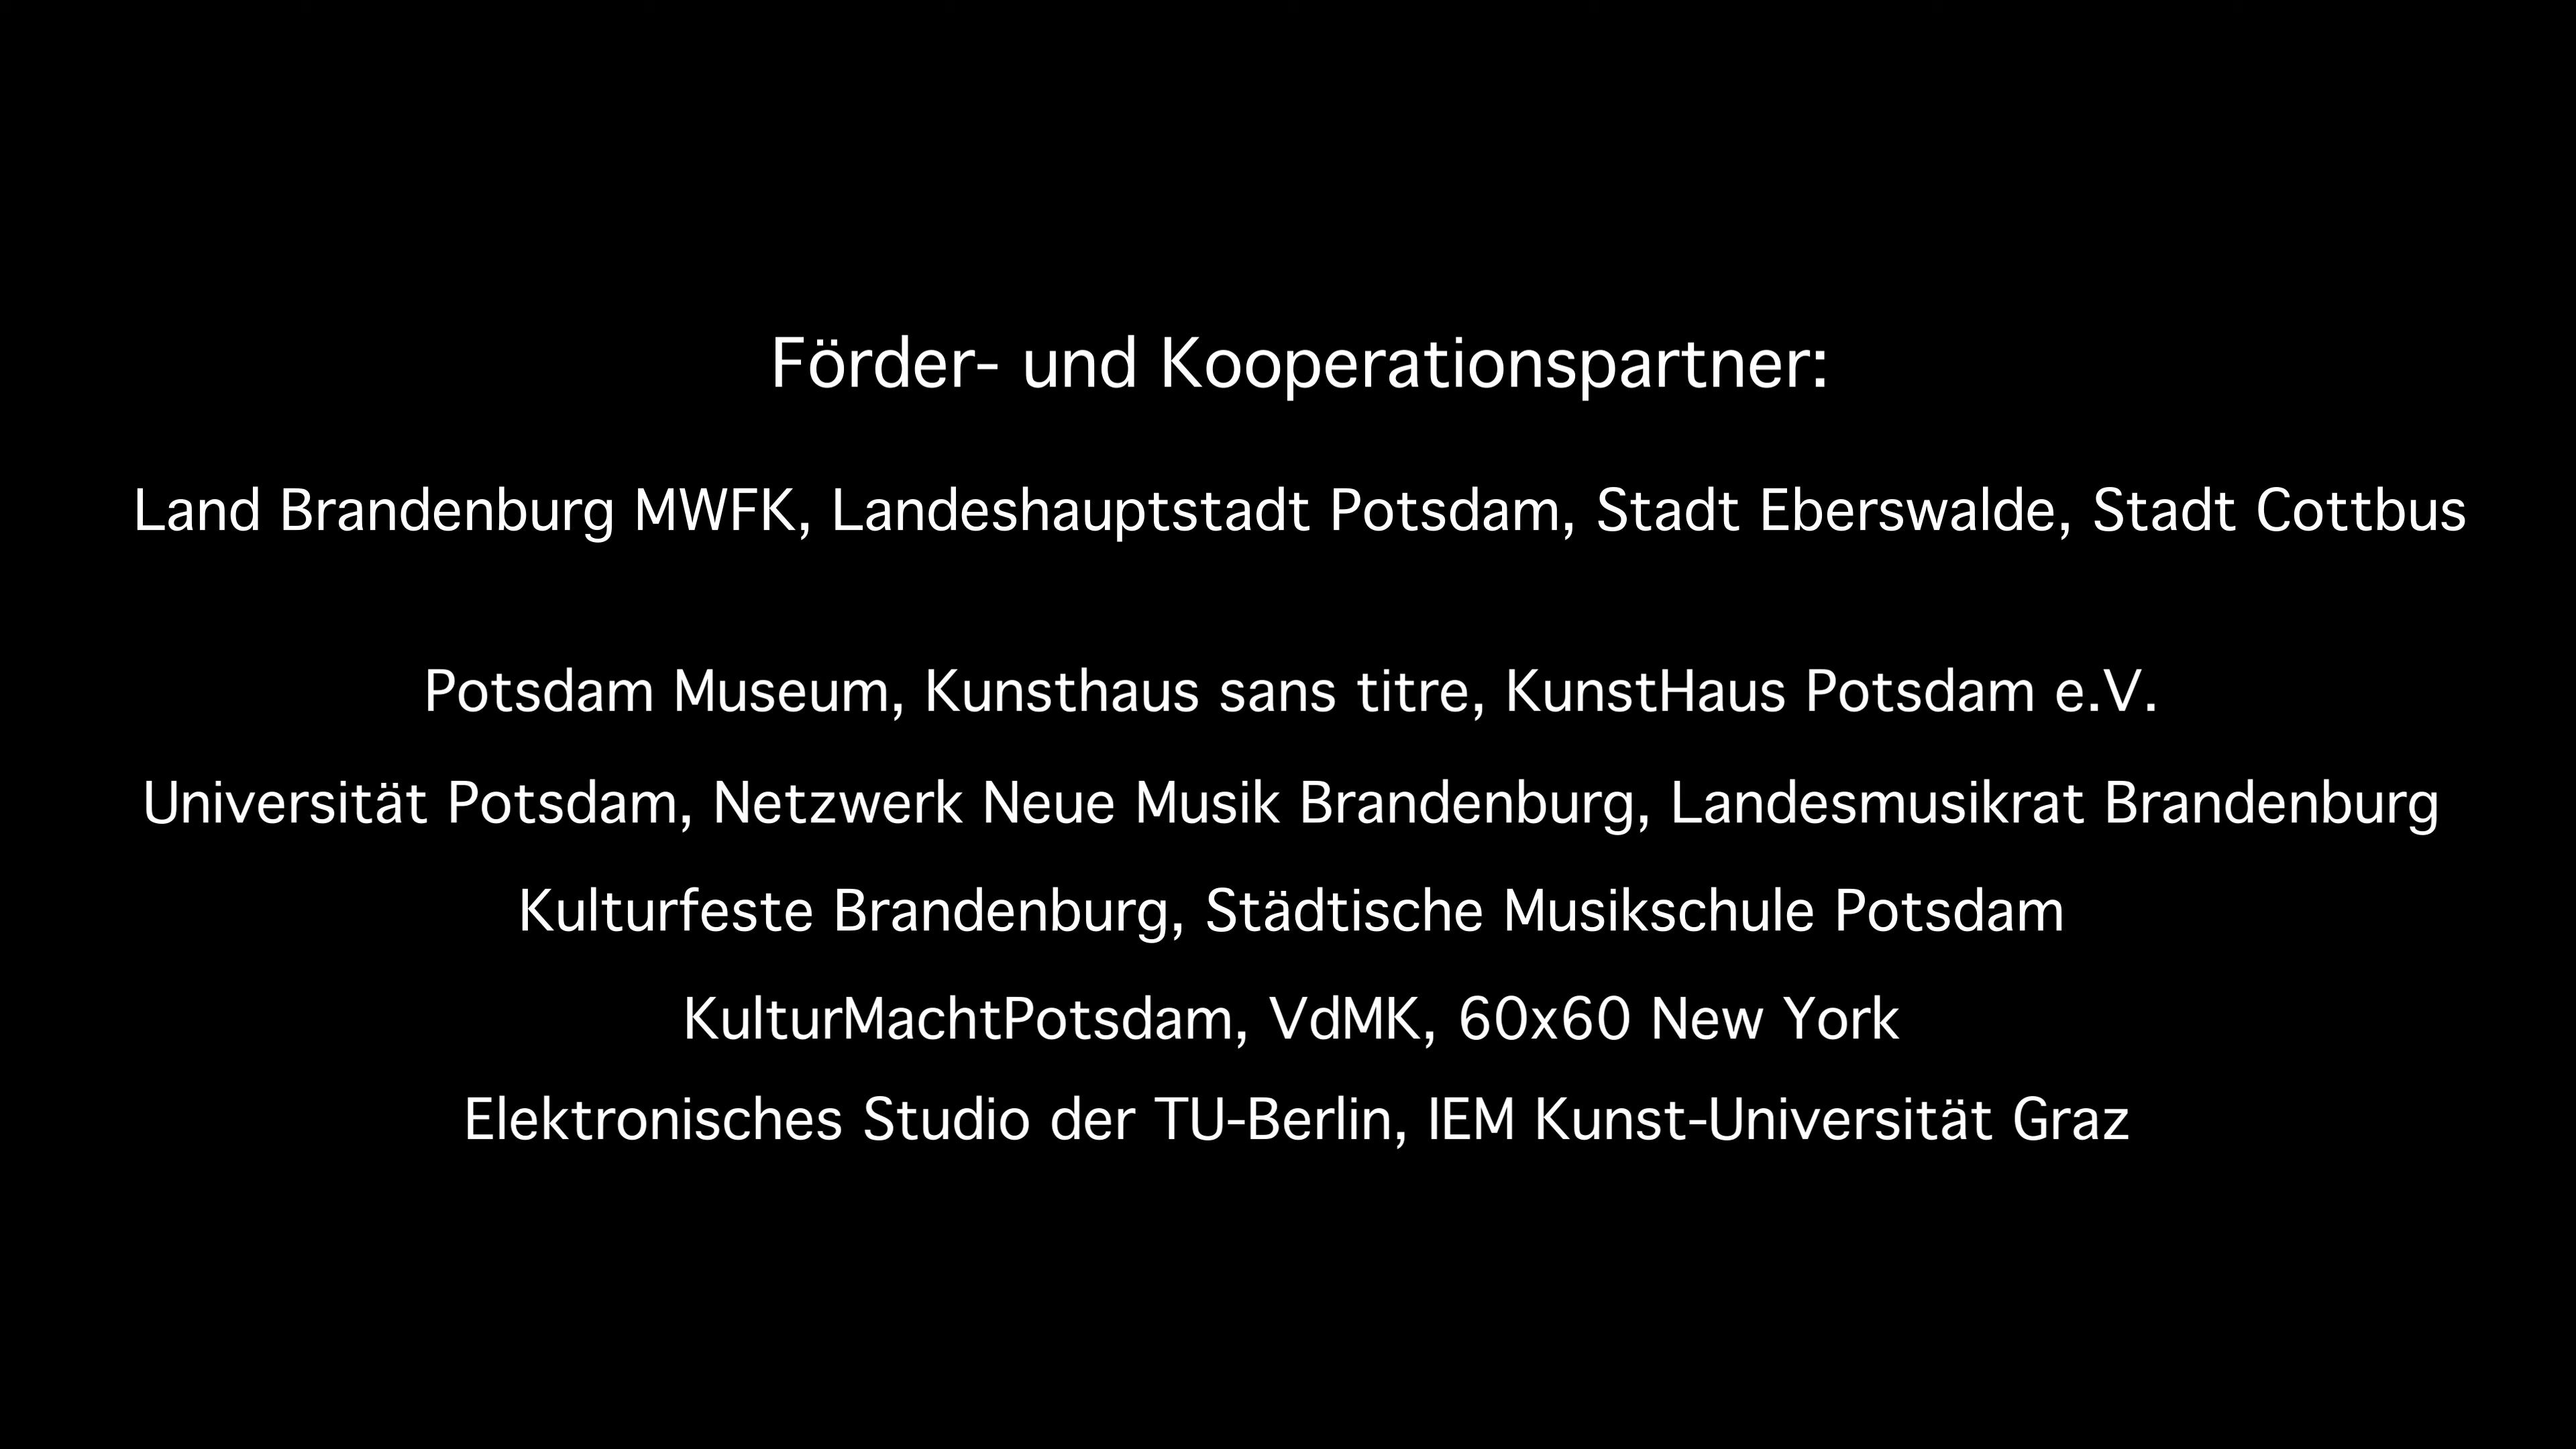 Förder- und Kooperationspartner:
Land Brandenburg MWFK, Landeshauptstadt Potsdam, Stadt Eberswalde, Stadt Cottbus
Potsdam Museum, Kunsthaus sans titre, KunstHaus Potsdam e.V.
Universität Potsdam, Netzwerk Neue Musik Brandenburg, Landesmusikrat Brandenburg
Kulturfeste Brandenburg, Städtische Musikschule Potsdam
KulturMachtPotsdam, VdMK, 60x60 New York
Elektronisches Studio der TU-Berlin, IEM Kunst-Universität Graz